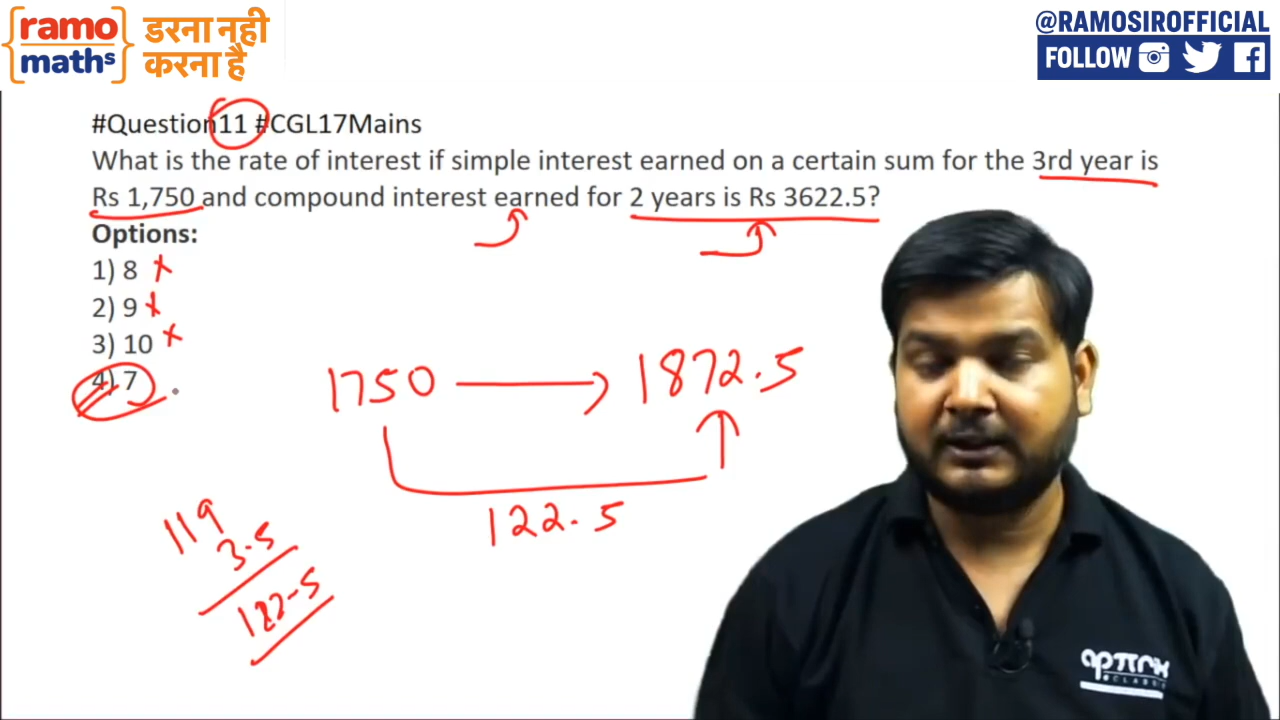 ramo
maths
डरना नही
करना है
@RAMOSIROFFICIAL
FOLLOW
#Question11 #CGL17Mains
What is the rate of interest if simple interest earned on a certain sum for the 3rd year is
Rs 1,750 and compound interest earned for 2 years is Rs 3622.5?
Options:
1) 8 x
2) 9 x
3) 10 x
4) 7
1750 → 1872.5
122.5
119
3.5
122.5
apπrix
CLASSES